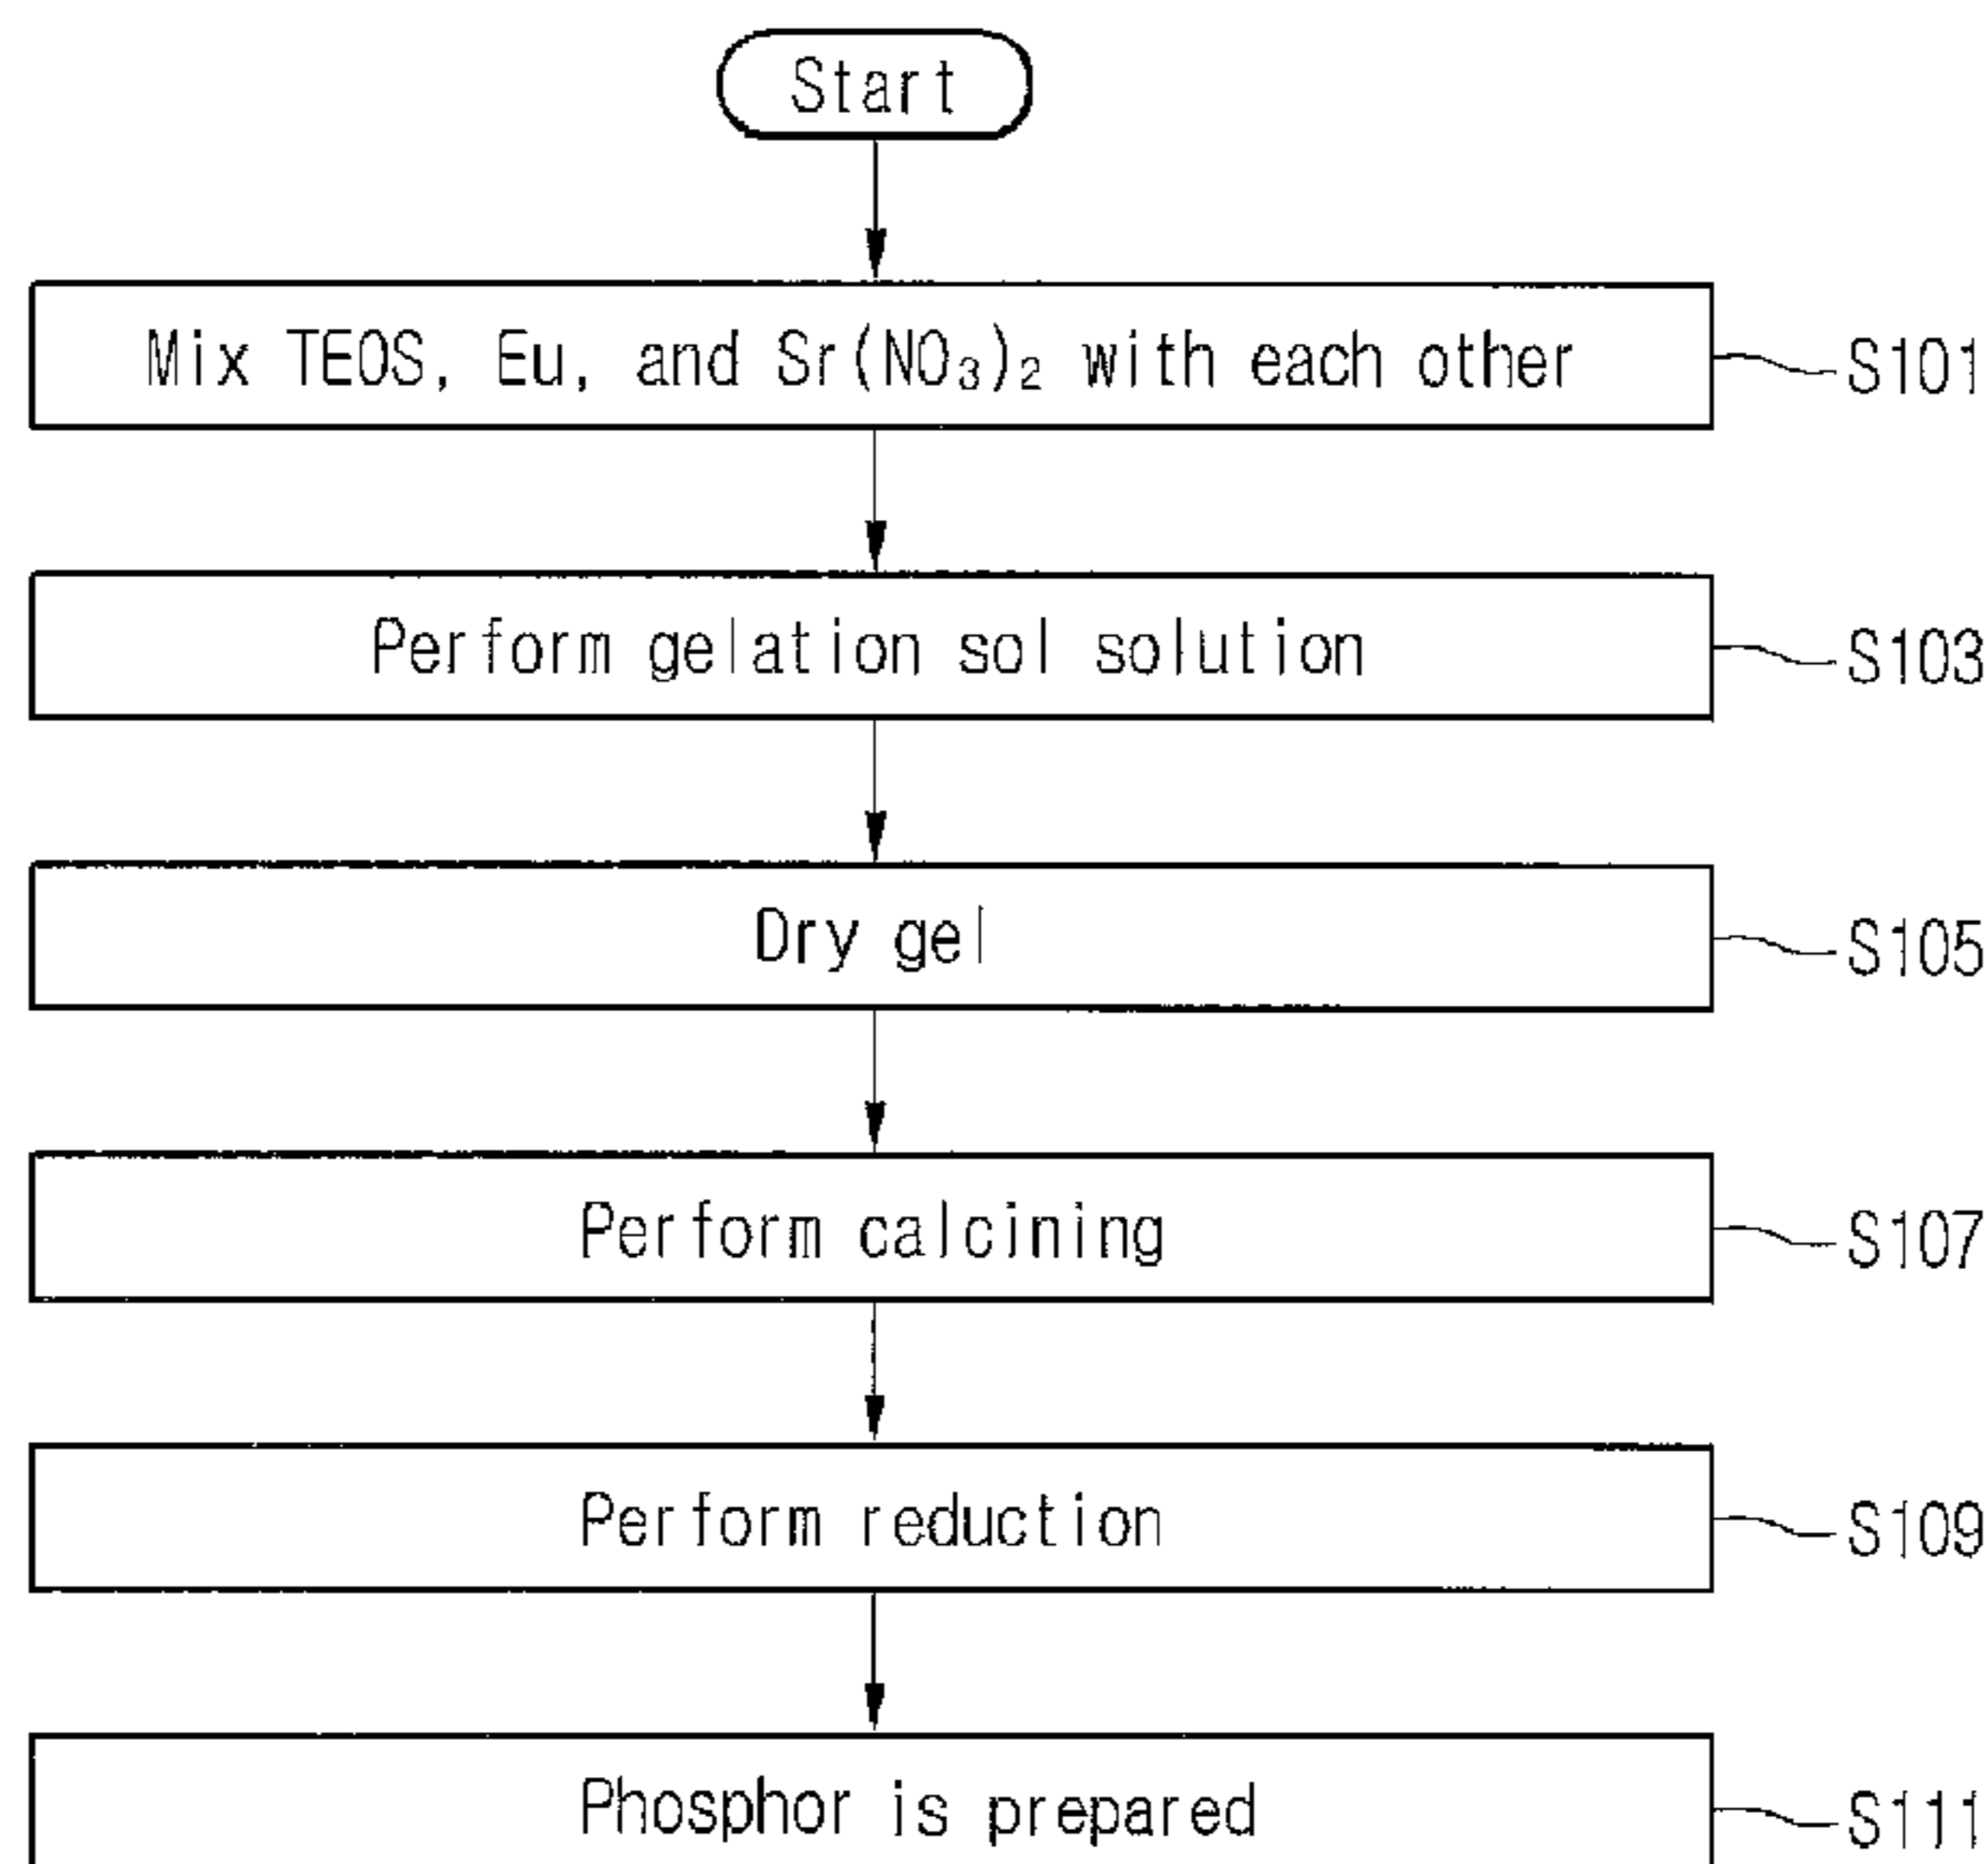 Start
Mix TEOS, Eu, and Sr(NO₃)₂ with each other
S101
Perform gelation sol solution
S103
Dry gel
S105
Perform calcining
S107
Perform reduction
S109
Phosphor is prepared
S111